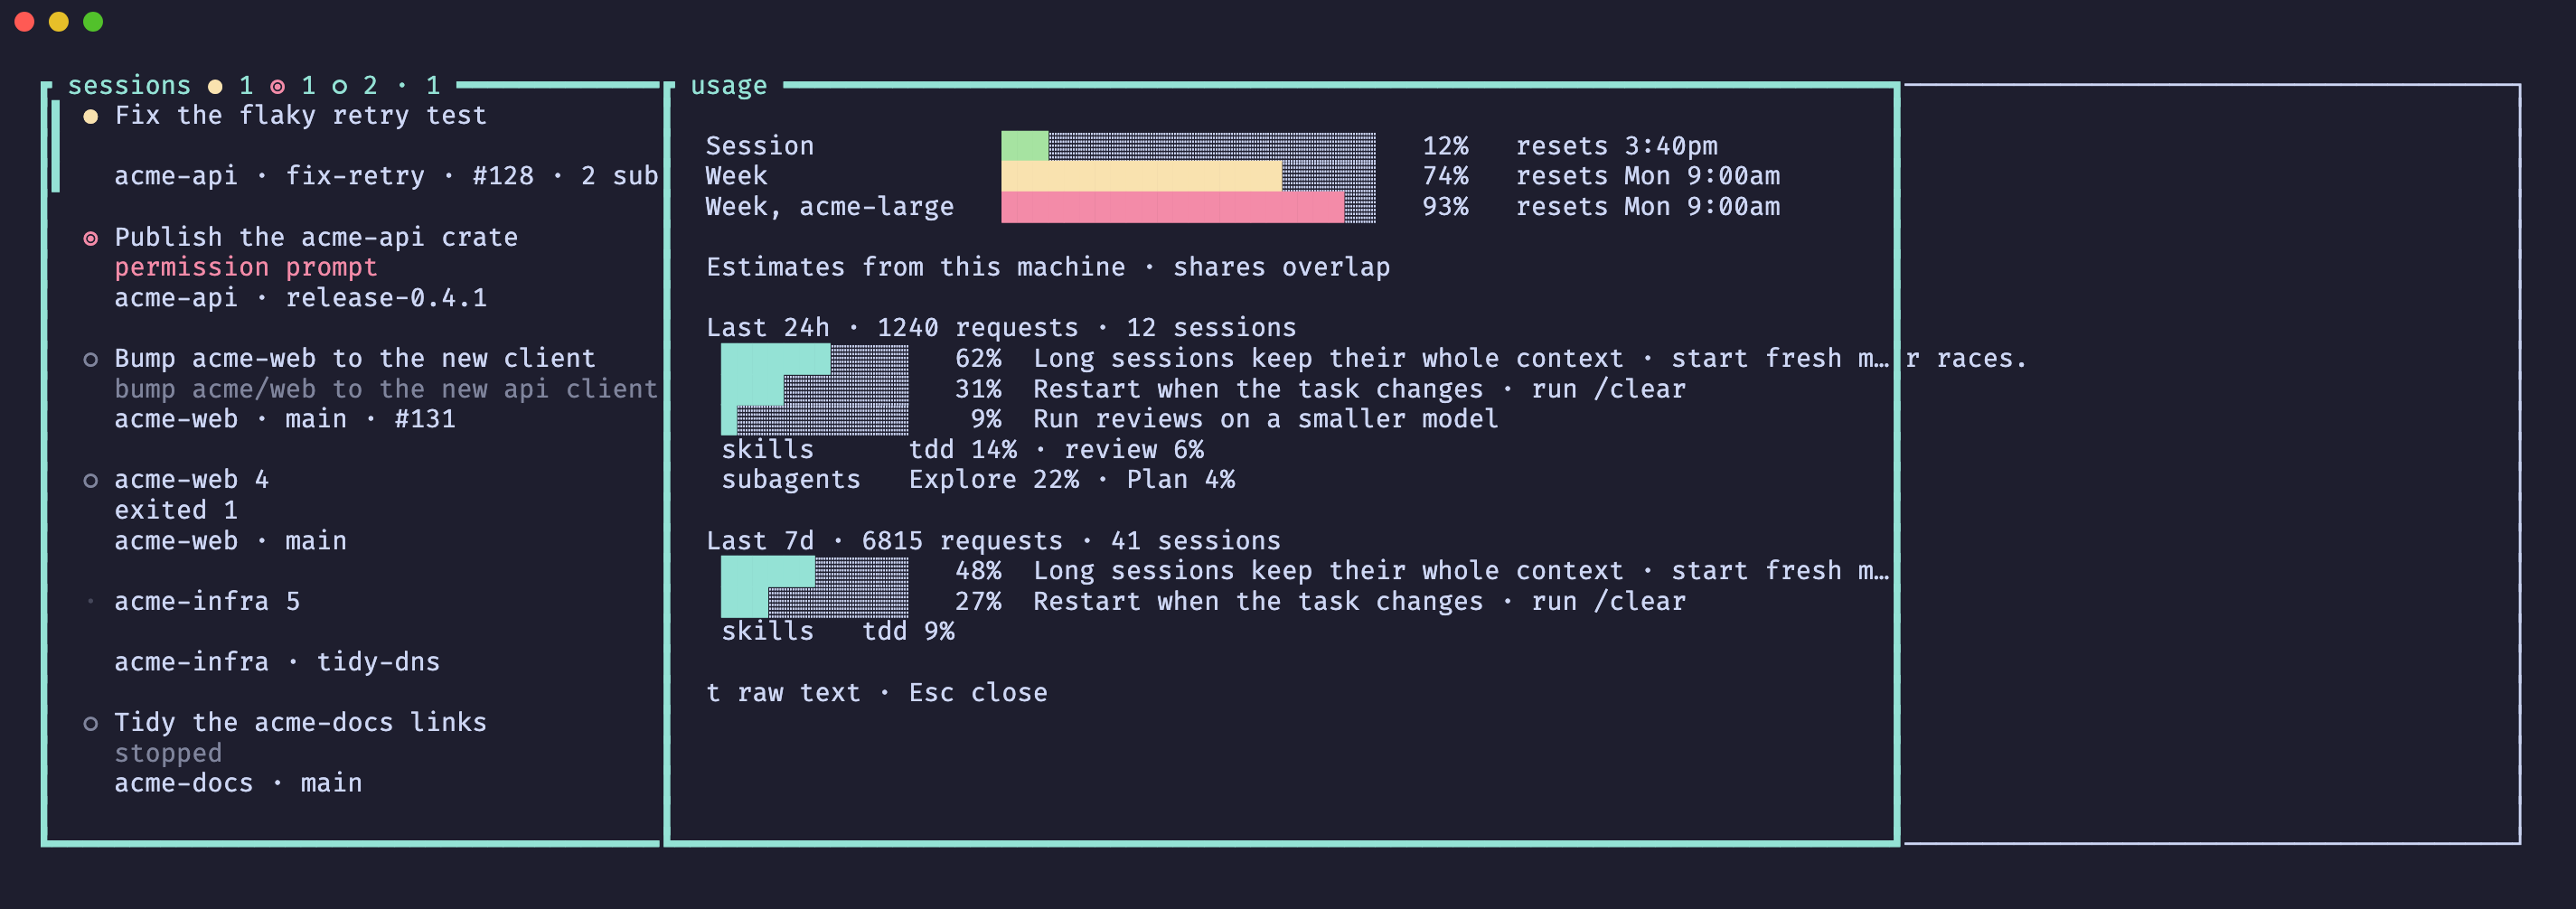 sessions ● 1 ◉ 1 ○ 2 · 1
● Fix the flaky retry test
acme-api · fix-retry · #128 · 2 sub
◉ Publish the acme-api crate
permission prompt
acme-api · release-0.4.1
○ Bump acme-web to the new client
bump acme/web to the new api client
acme-web · main · #131
○ acme-web 4
exited 1
acme-web · main
· acme-infra 5
acme-infra · tidy-dns
○ Tidy the acme-docs links
stopped
acme-docs · main
usage
Session 12% resets 3:40pm
Week 74% resets Mon 9:00am
Week, acme-large 93% resets Mon 9:00am
Estimates from this machine · shares overlap
Last 24h · 1240 requests · 12 sessions
62% Long sessions keep their whole context · start fresh m…
31% Restart when the task changes · run /clear
9% Run reviews on a smaller model
skills tdd 14% · review 6%
subagents Explore 22% · Plan 4%
Last 7d · 6815 requests · 41 sessions
48% Long sessions keep their whole context · start fresh m…
27% Restart when the task changes · run /clear
skills tdd 9%
t raw text · Esc close
r races.